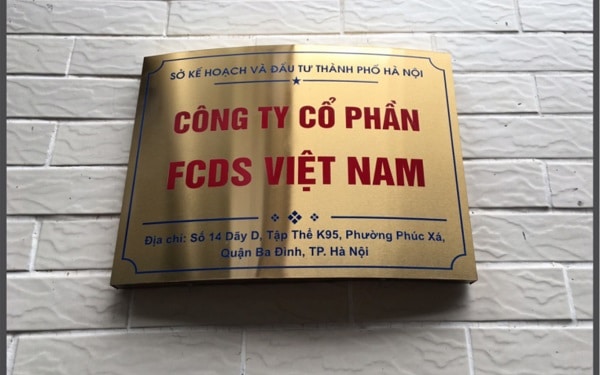 SỞ KẾ HOẠCH VÀ ĐẦU TƯ THÀNH PHỐ HÀ NỘI
CÔNG TY CỔ PHẦN
FCDS VIỆT NAM
Địa chỉ: Số 14 Dãy D, Tập Thể K95, Phường Phúc Xá,
Quận Ba Đình, TP. Hà Nội